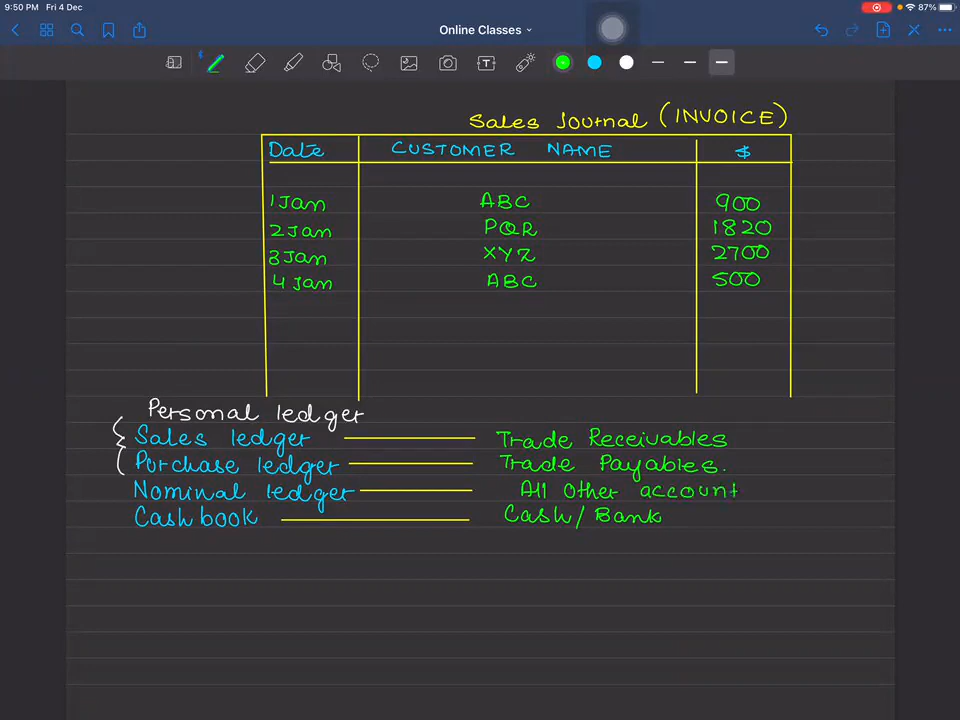 9:50 PM Fri 4 Dec 87%
Online Classes
Sales Journal (INVOICE)
Date CUSTOMER NAME $
1 Jan ABC 900
2 Jan PQR 1820
3 Jan XYZ 2700
4 Jan ABC 500
Personal ledger
Sales ledger Trade Receivables
Purchase ledger Trade Payables.
Nominal ledger All other account
Cash book Cash/Bank